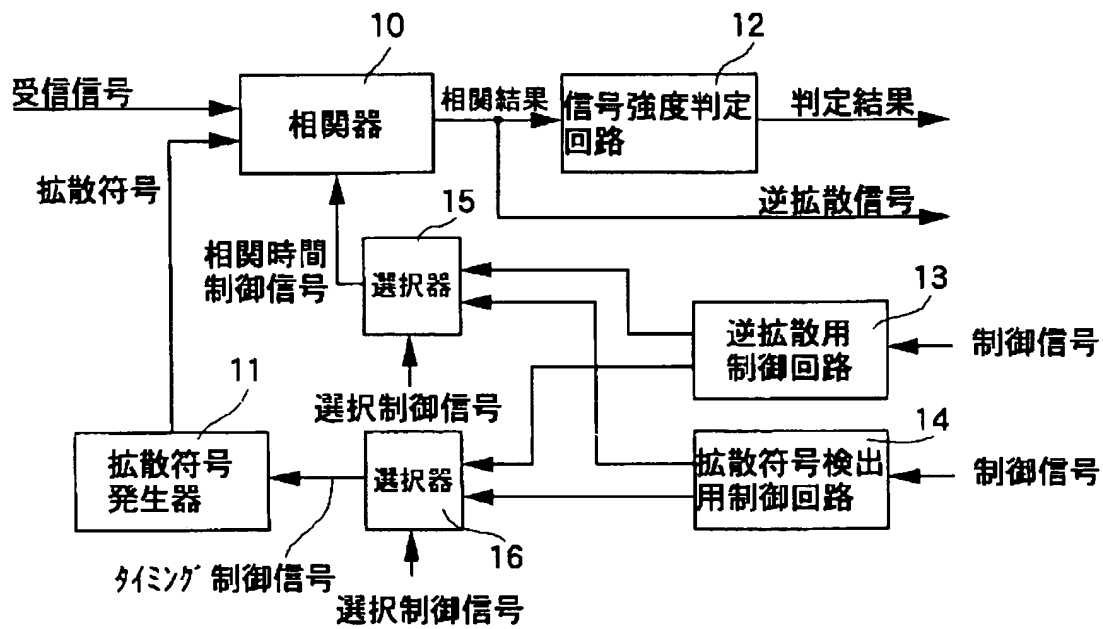 10
12
受信信号
相関器
相関結果
信号強度判定
回路
判定結果
拡散符号
逆拡散信号
15
相関時間
制御信号
選択器
13
逆拡散用
制御回路
制御信号
11
選択制御信号
14
拡散符号
発生器
選択器
拡散符号検出
用制御回路
制御信号
16
タイミング 制御信号
選択制御信号